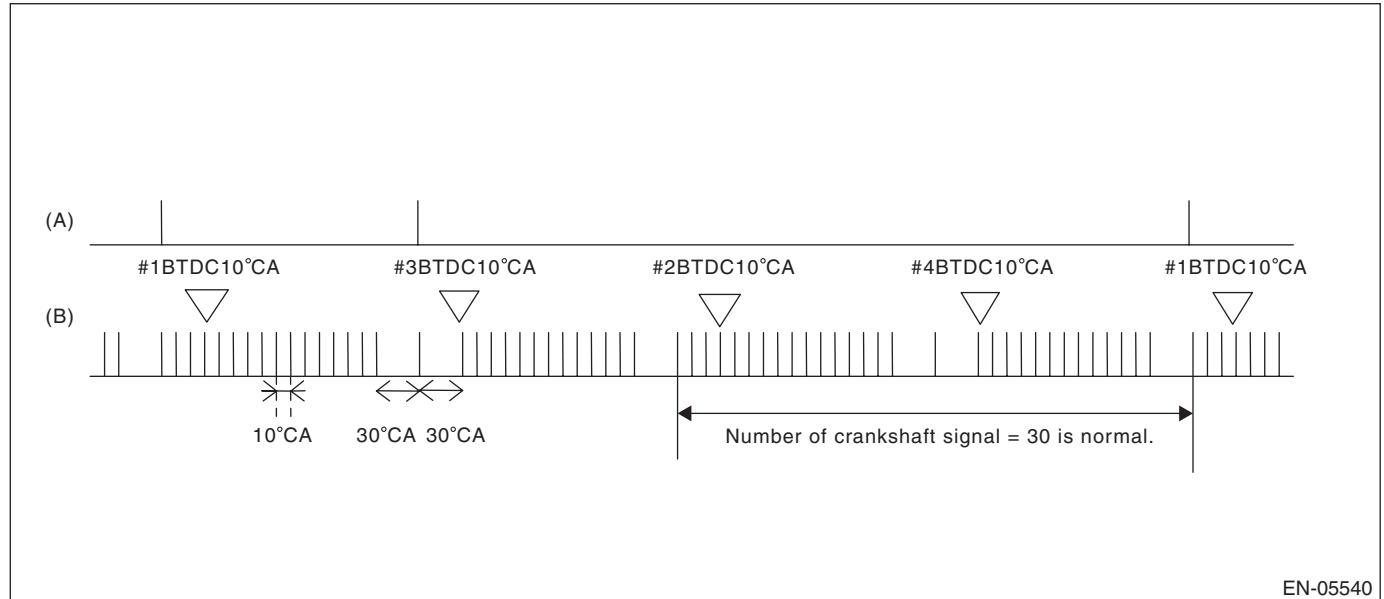 (A)
#1BTDC10°CA #3BTDC10°CA #2BTDC10°CA #4BTDC10°CA #1BTDC10°CA
(B)
10°CA 30°CA 30°CA Number of crankshaft signal = 30 is normal.
EN-05540